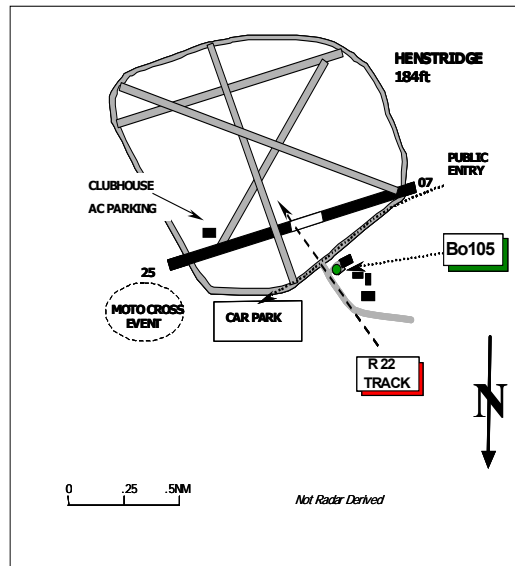 HENSTRIDGE
184ft
PUBLIC
ENTRY
07
CLUBHOUSE
AC PARKING
Bo105
25
MOTO CROSS
EVENT
CAR PARK
R 22
TRACK
N
0 .25 .5NM
Not Radar Derived